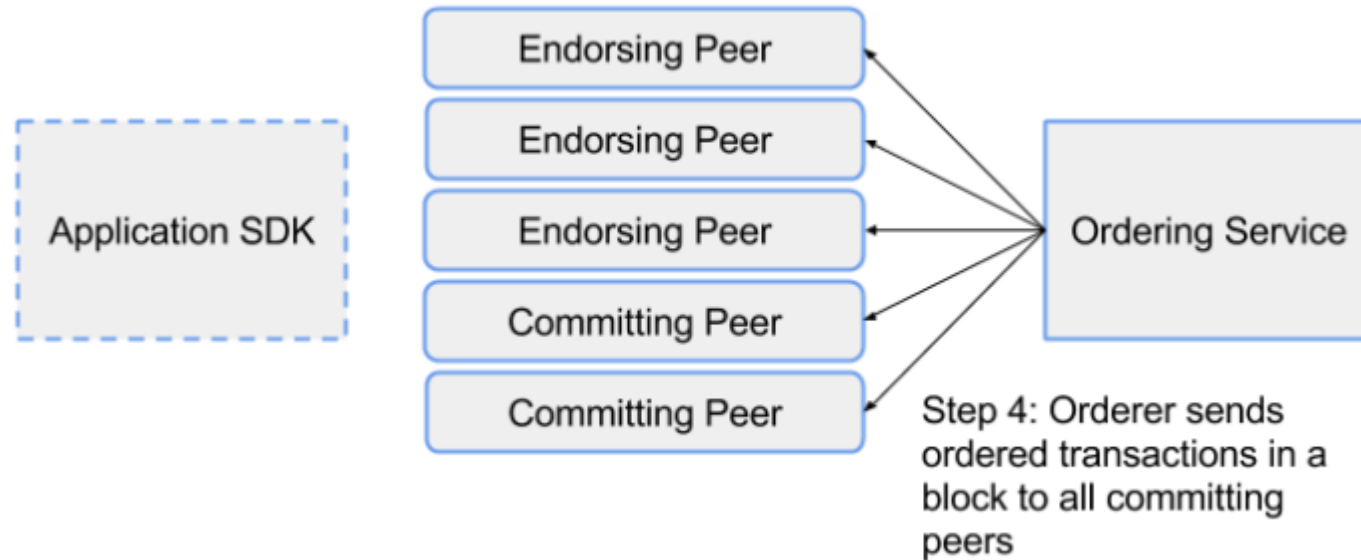 Endorsing Peer
Endorsing Peer
Application SDK
Endorsing Peer
Ordering Service
Committing Peer
Committing Peer
Step 4: Orderer sends
ordered transactions in a
block to all committing
peers